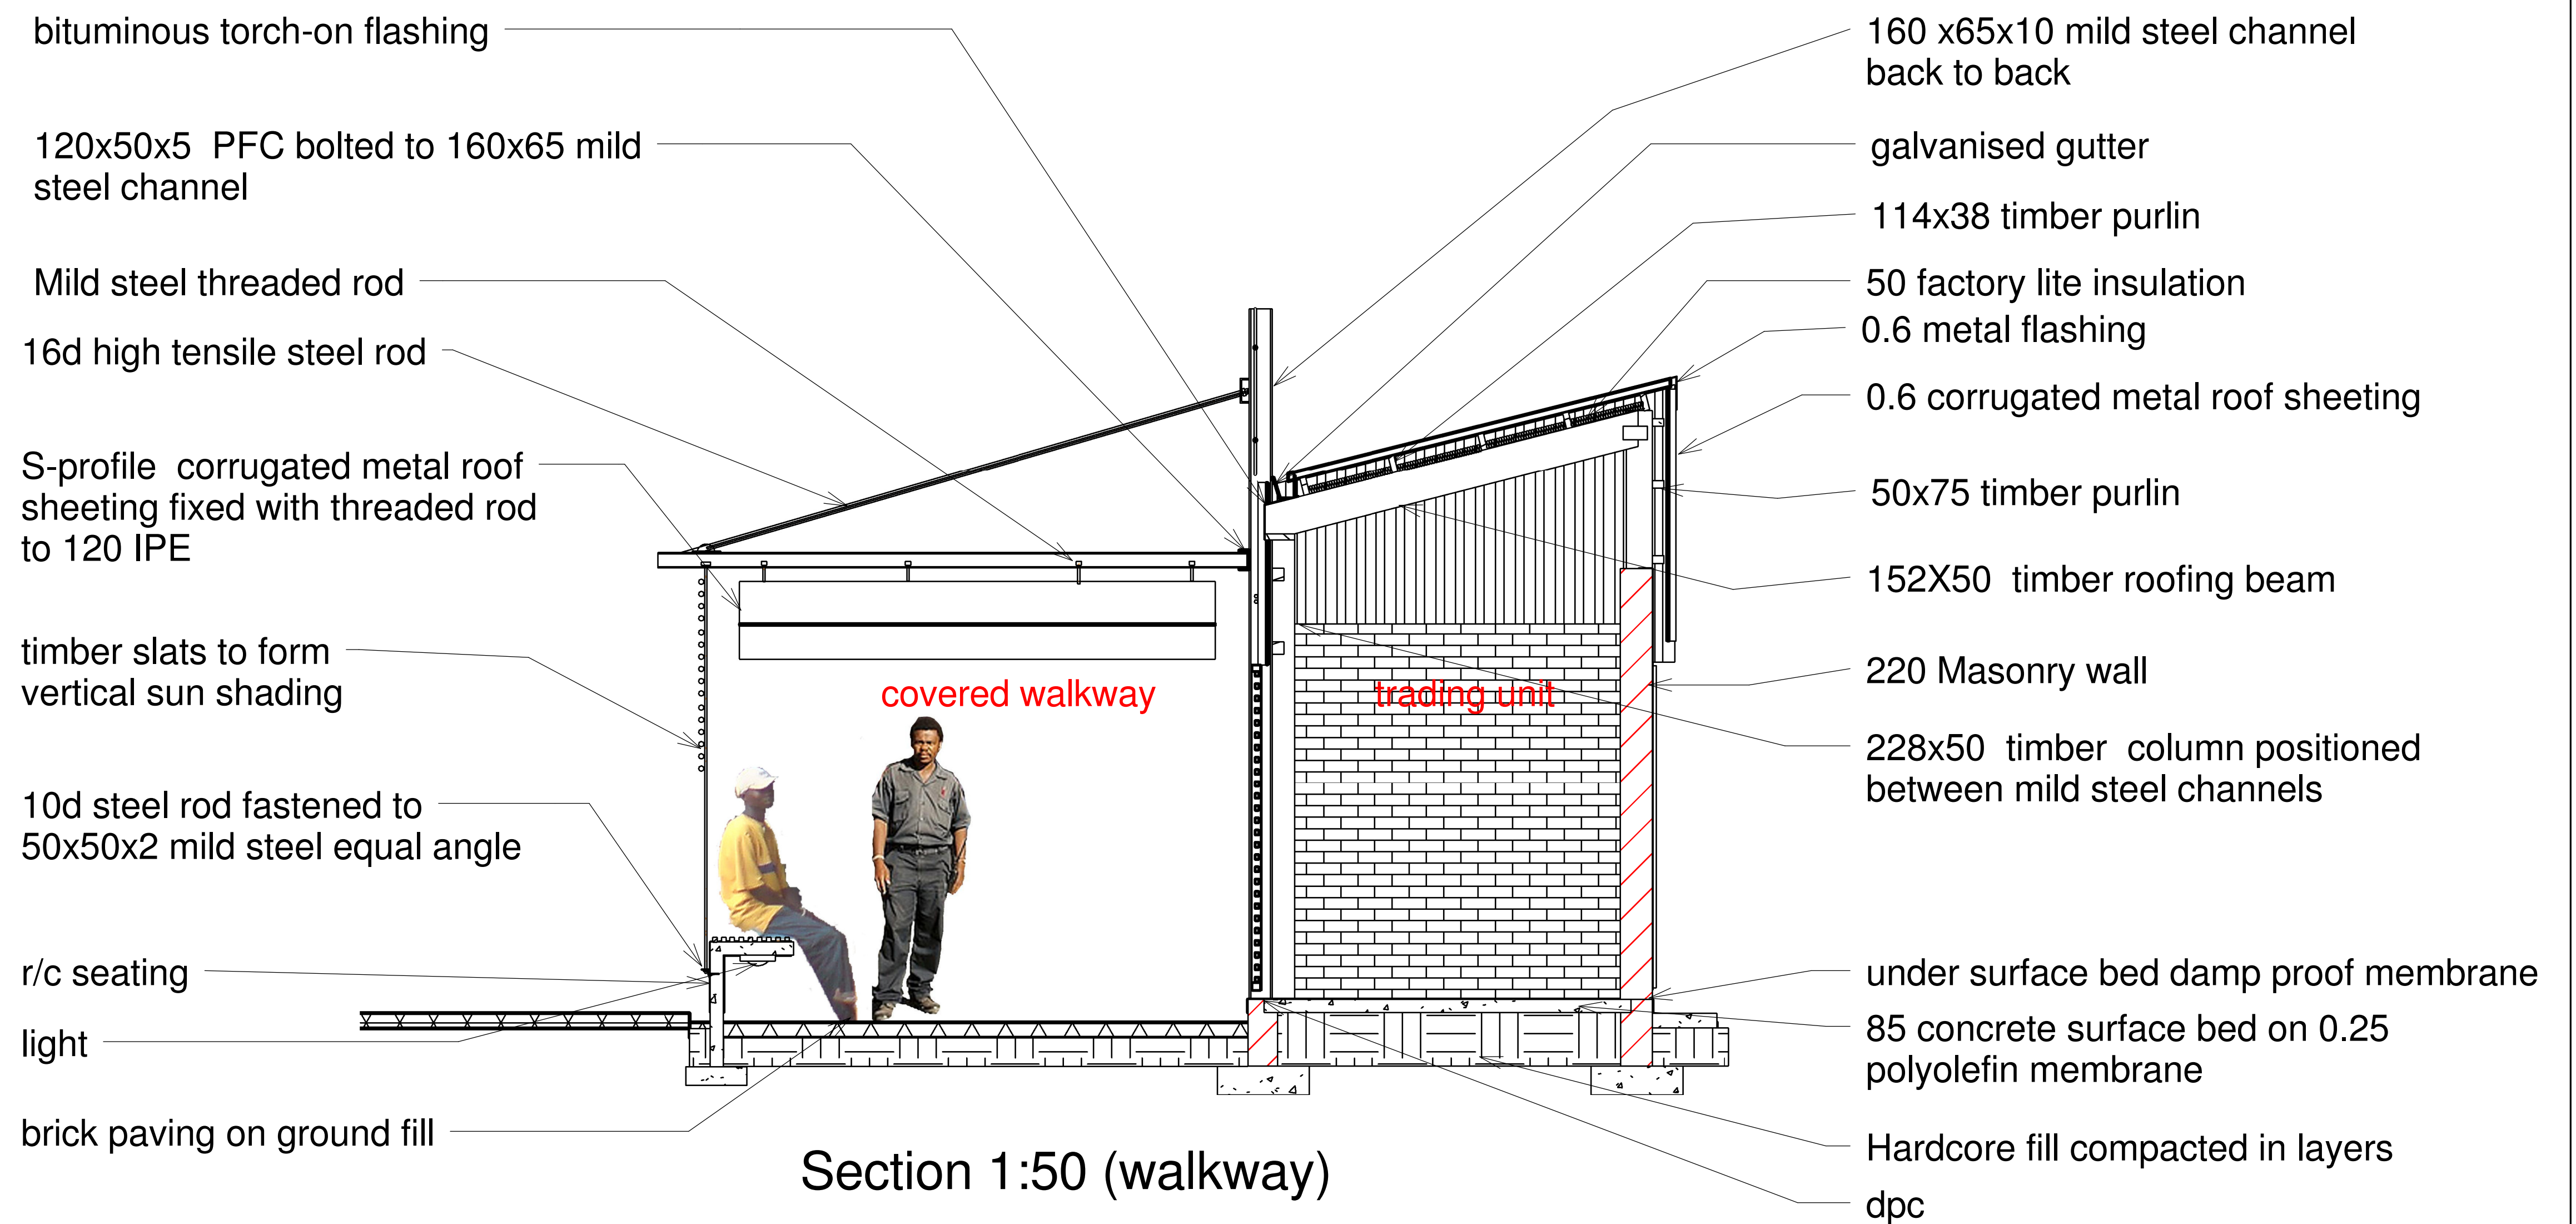 bituminous torch-on flashing
120x50x5 PFC bolted to 160x65 mild
steel channel
Mild steel threaded rod
16d high tensile steel rod
S-profile corrugated metal roof
sheeting fixed with threaded rod
to 120 IPE
timber slats to form
vertical sun shading
10d steel rod fastened to
50x50x2 mild steel equal angle
r/c seating
light
brick paving on ground fill
covered walkway
trading unit
160 x65x10 mild steel channel
back to back
galvanised gutter
114x38 timber purlin
50 factory lite insulation
0.6 metal flashing
0.6 corrugated metal roof sheeting
50x75 timber purlin
152X50 timber roofing beam
220 Masonry wall
228x50 timber column positioned
between mild steel channels
under surface bed damp proof membrane
85 concrete surface bed on 0.25
polyolefin membrane
Hardcore fill compacted in layers
dpc
Section 1:50 (walkway)